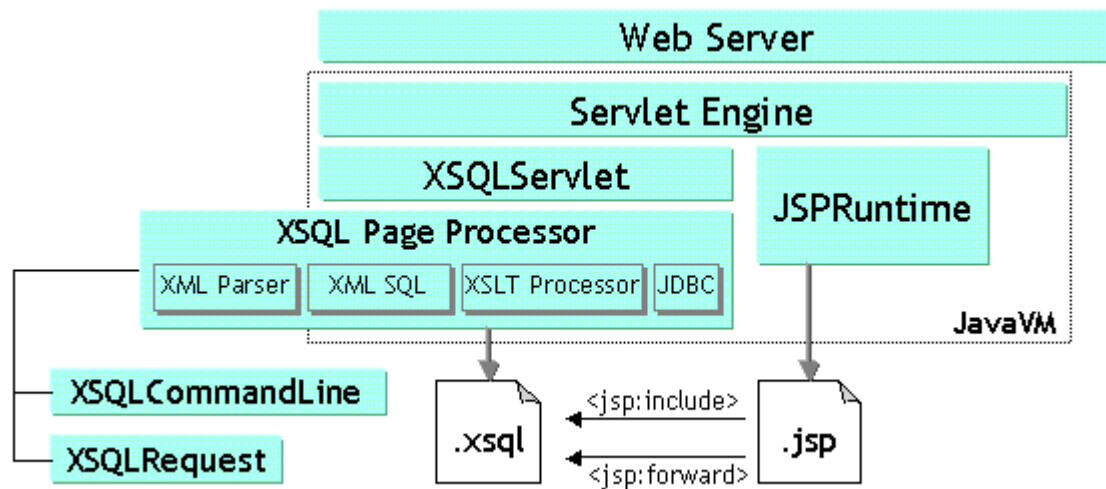 Web Server
Servlet Engine
XSQLServlet
JSPRuntime
XSQL Page Processor
XML Parser
XML SQL
XSLT Processor
JDBC
JavaVM
XSQLCommandLine
XSQLRequest
.xsql
<jsp:include>
<jsp:forward>
.jsp